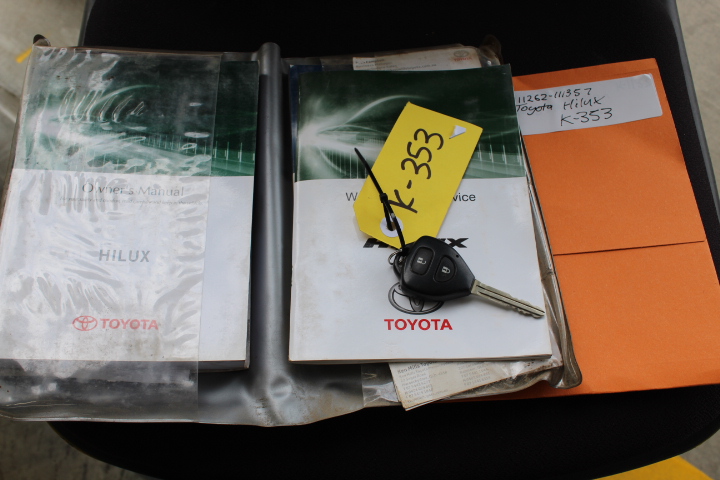 Owner's Manual
HILUX
TOYOTA
K-353
TOYOTA
11262-11357
Toyota Hilux
K-353